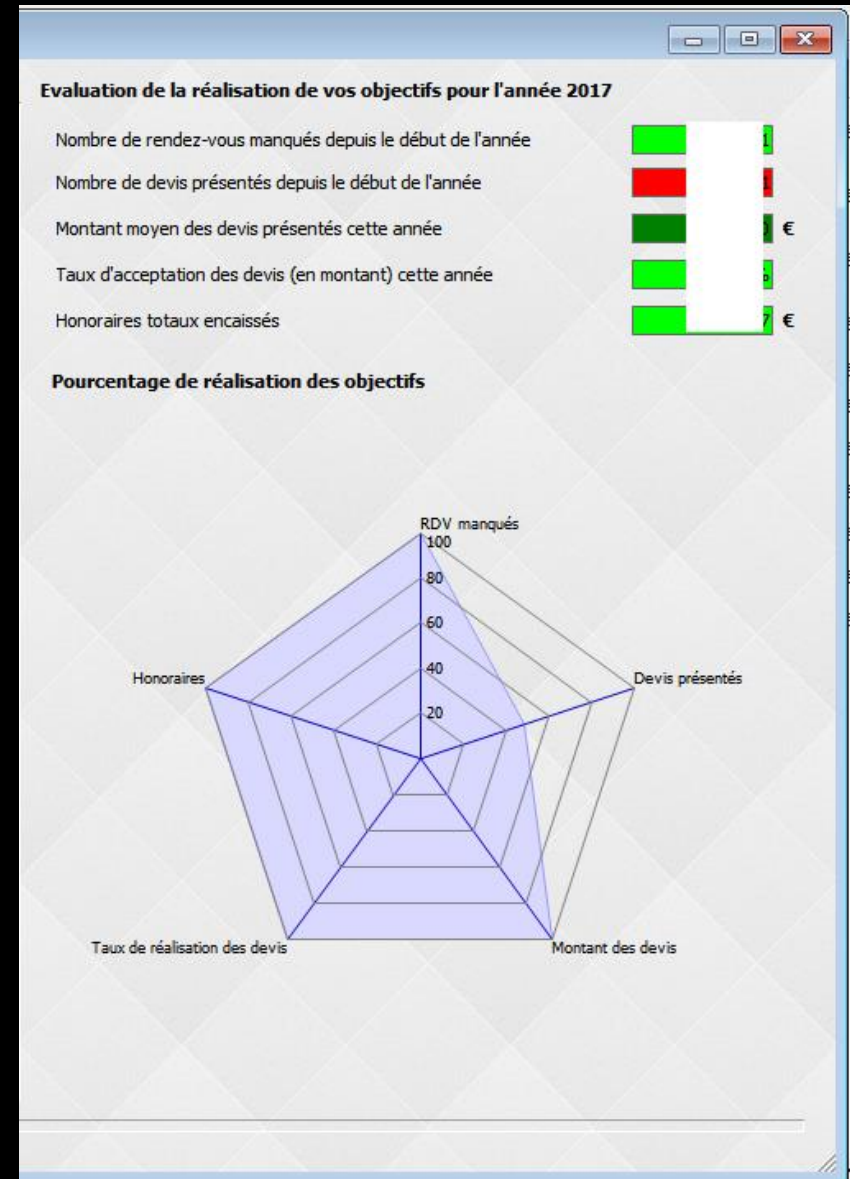 Evaluation de la réalisation de vos objectifs pour l'année 2017
Nombre de rendez-vous manqués depuis le début de l'année
Nombre de devis présentés depuis le début de l'année
Montant moyen des devis présentés cette année €
Taux d'acceptation des devis (en montant) cette année
Honoraires totaux encaissés €
Pourcentage de réalisation des objectifs
RDV manqués
100
80
60
40
20
Honoraires
Devis présentés
Taux de réalisation des devis
Montant des devis